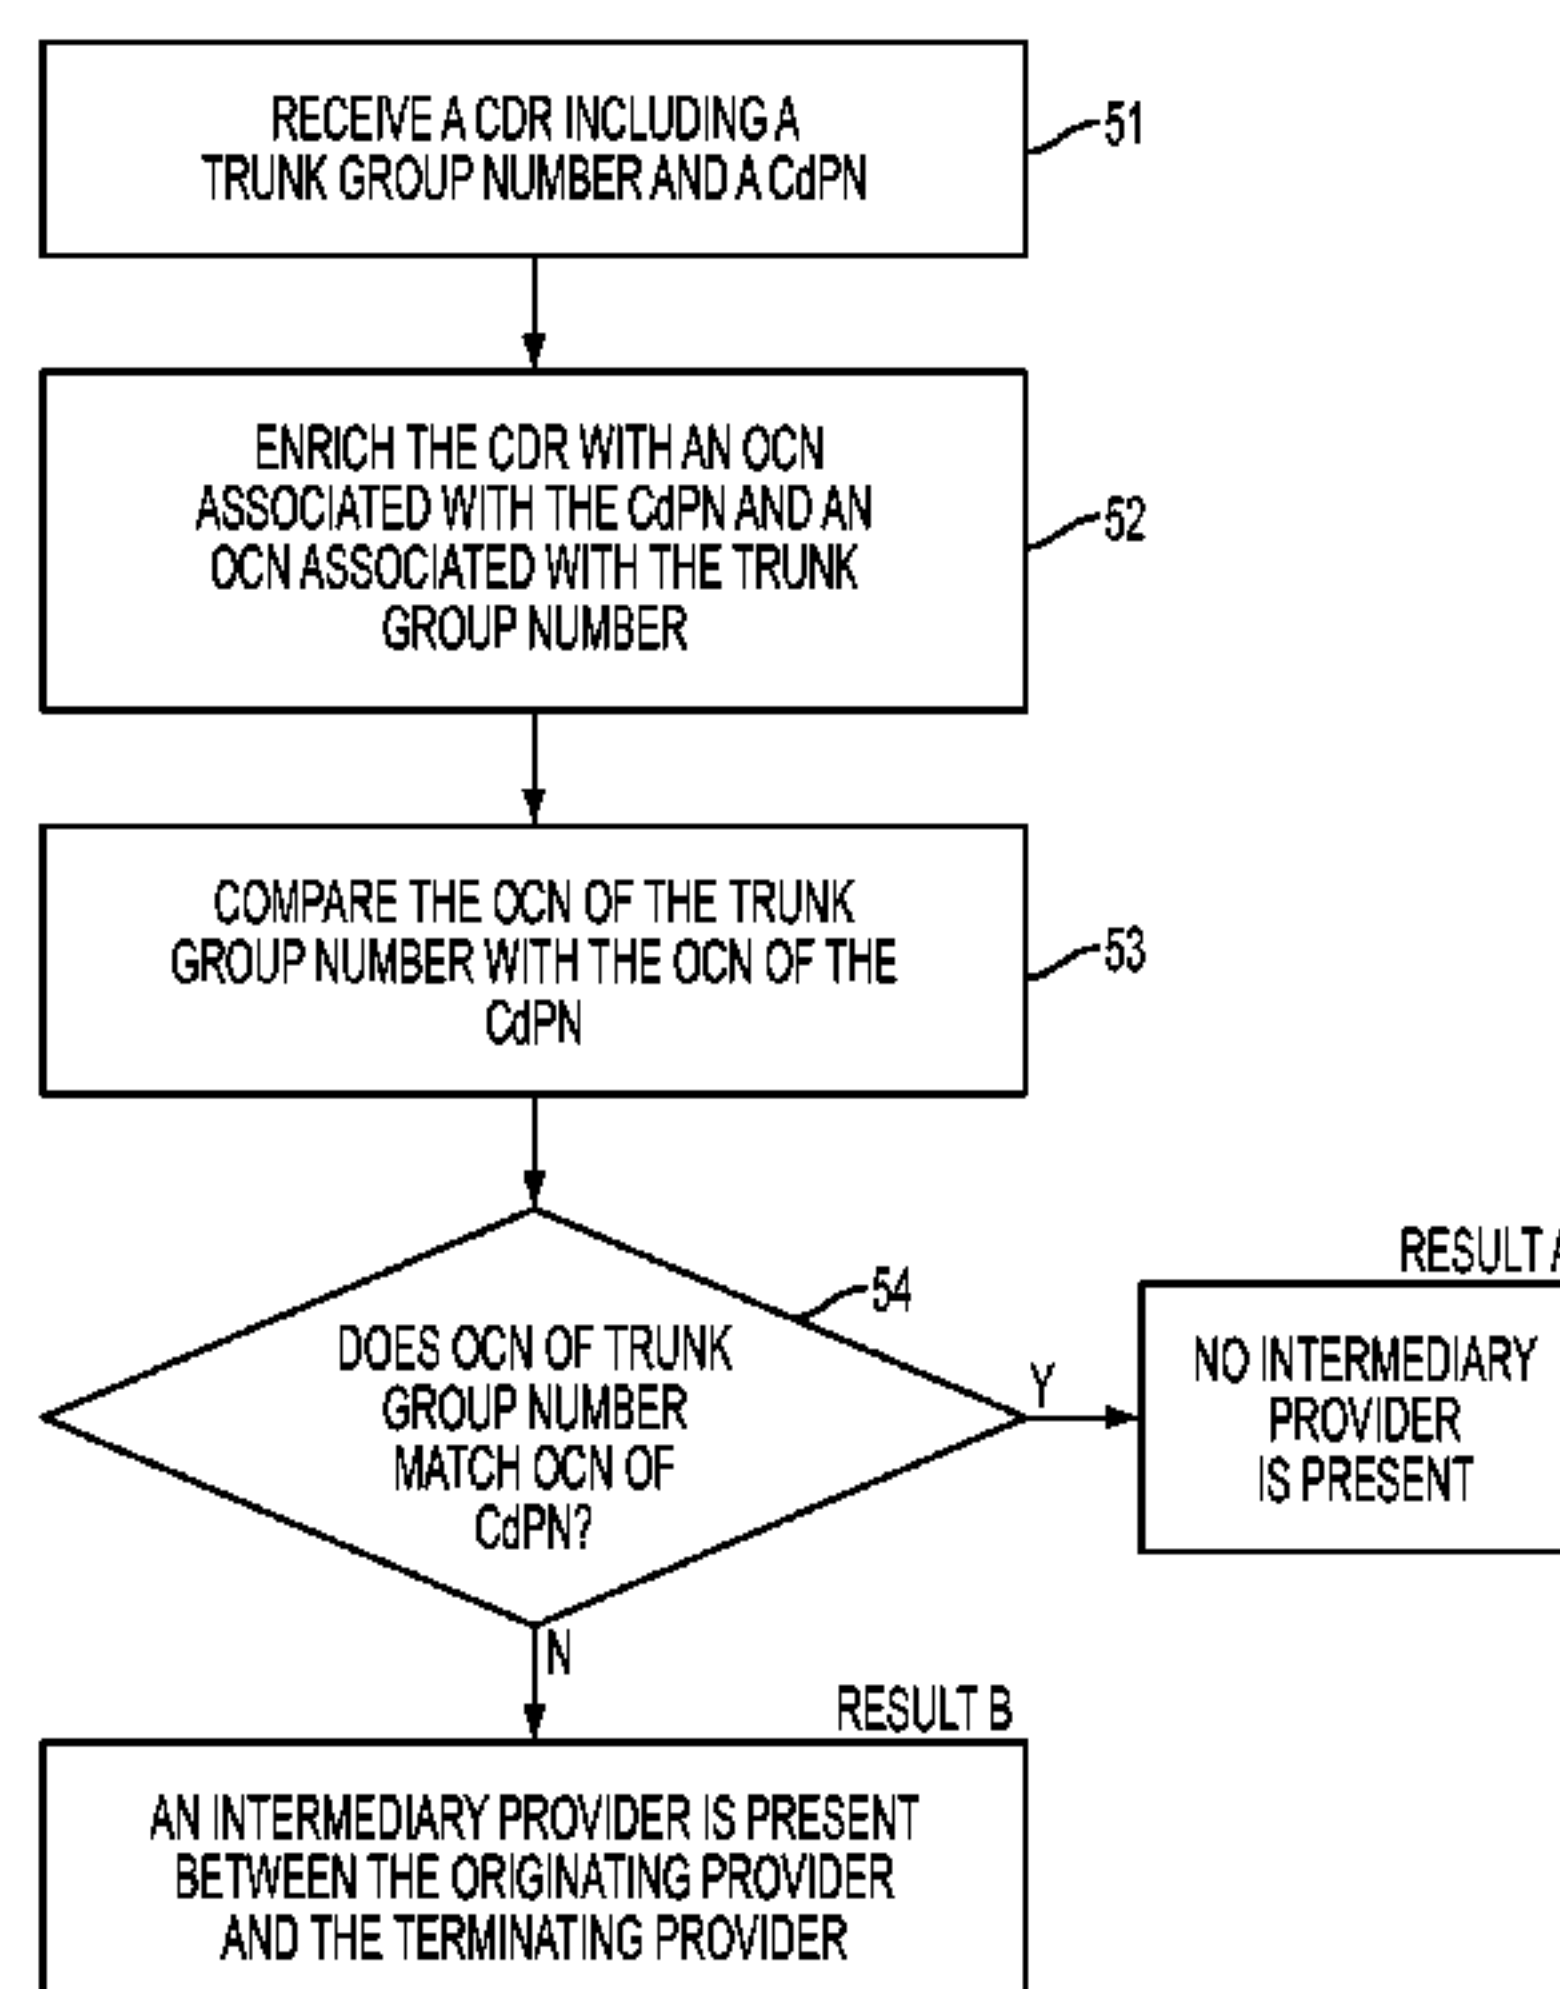 RECEIVE A CDR INCLUDING A
TRUNK GROUP NUMBER AND A CdPN
51
ENRICH THE CDR WITH AN OCN
ASSOCIATED WITH THE CdPN AND AN
OCN ASSOCIATED WITH THE TRUNK
GROUP NUMBER
52
COMPARE THE OCN OF THE TRUNK
GROUP NUMBER WITH THE OCN OF THE
CdPN
53
54
DOES OCN OF TRUNK
GROUP NUMBER
MATCH OCN OF
CdPN?
Y
RESULT A
NO INTERMEDIARY
PROVIDER
IS PRESENT
N
RESULT B
AN INTERMEDIARY PROVIDER IS PRESENT
BETWEEN THE ORIGINATING PROVIDER
AND THE TERMINATING PROVIDER